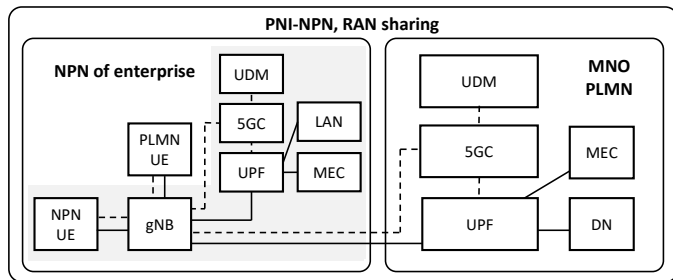 PNI-NPN, RAN sharing
NPN of enterprise
UDM
5GC
LAN
PLMN
UE
UPF
MEC
NPN
UE
gNB
MNO
PLMN
UDM
5GC
MEC
UPF
DN